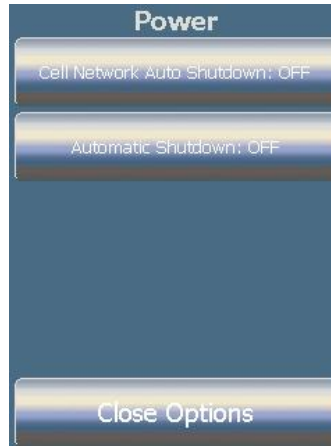 Power
Cell Network Auto Shutdown: OFF
Automatic Shutdown: OFF
Close Options